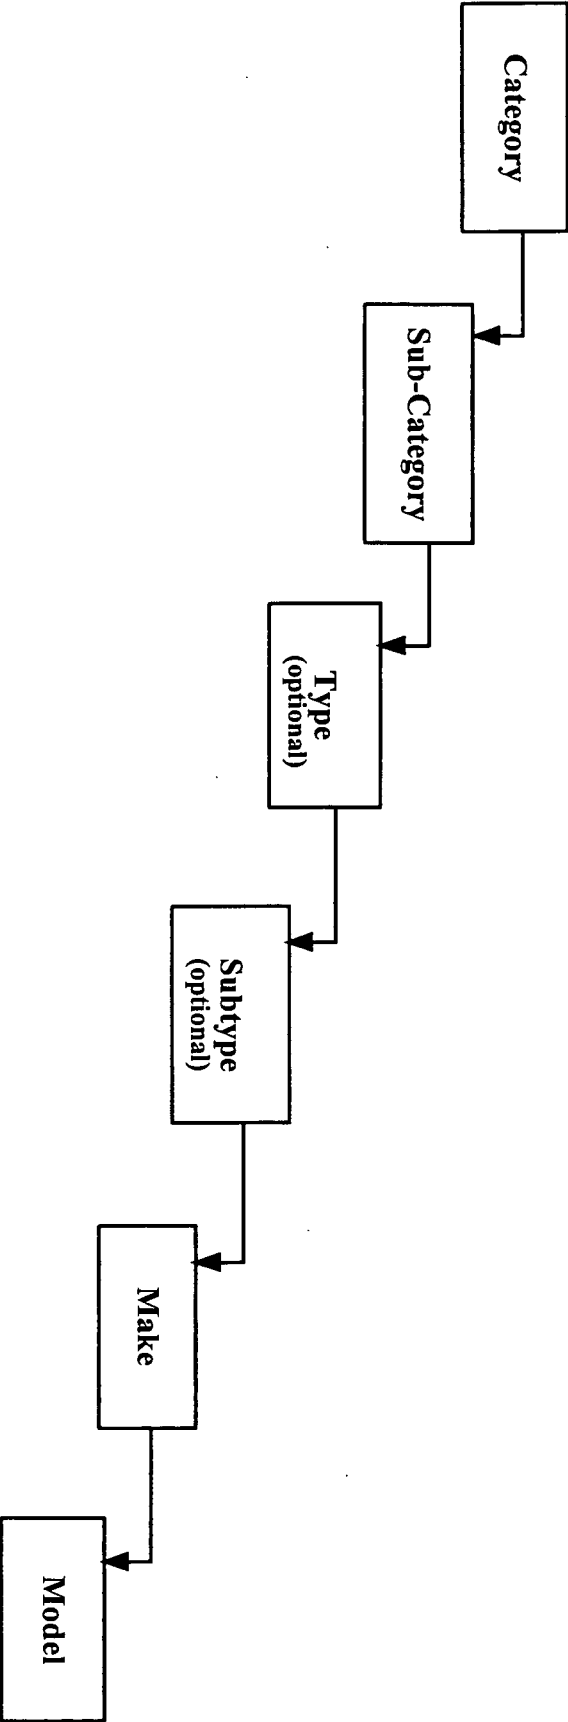 Category
Sub-Category
Type
(optional)
Subtype
(optional)
Make
Model